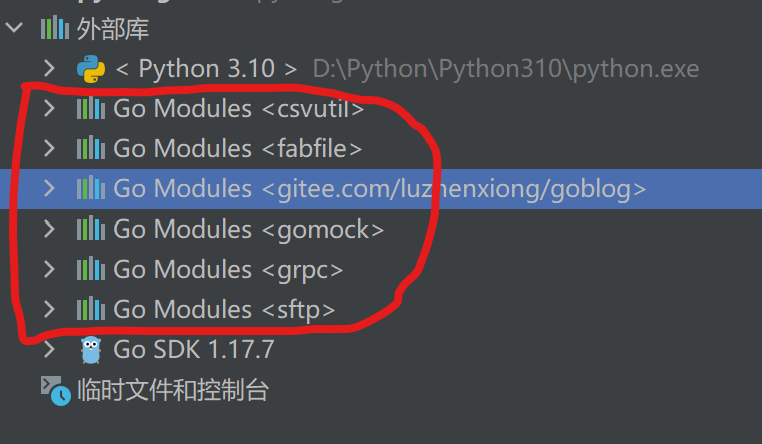 外部库
< Python 3.10 > D:\Python\Python310\python.exe
Go Modules <csvutil>
Go Modules <fabfile>
Go Modules <gitee.com/luzhenxiong/goblog>
Go Modules <gomock>
Go Modules <grpc>
Go Modules <sftp>
Go SDK 1.17.7
临时文件和控制台